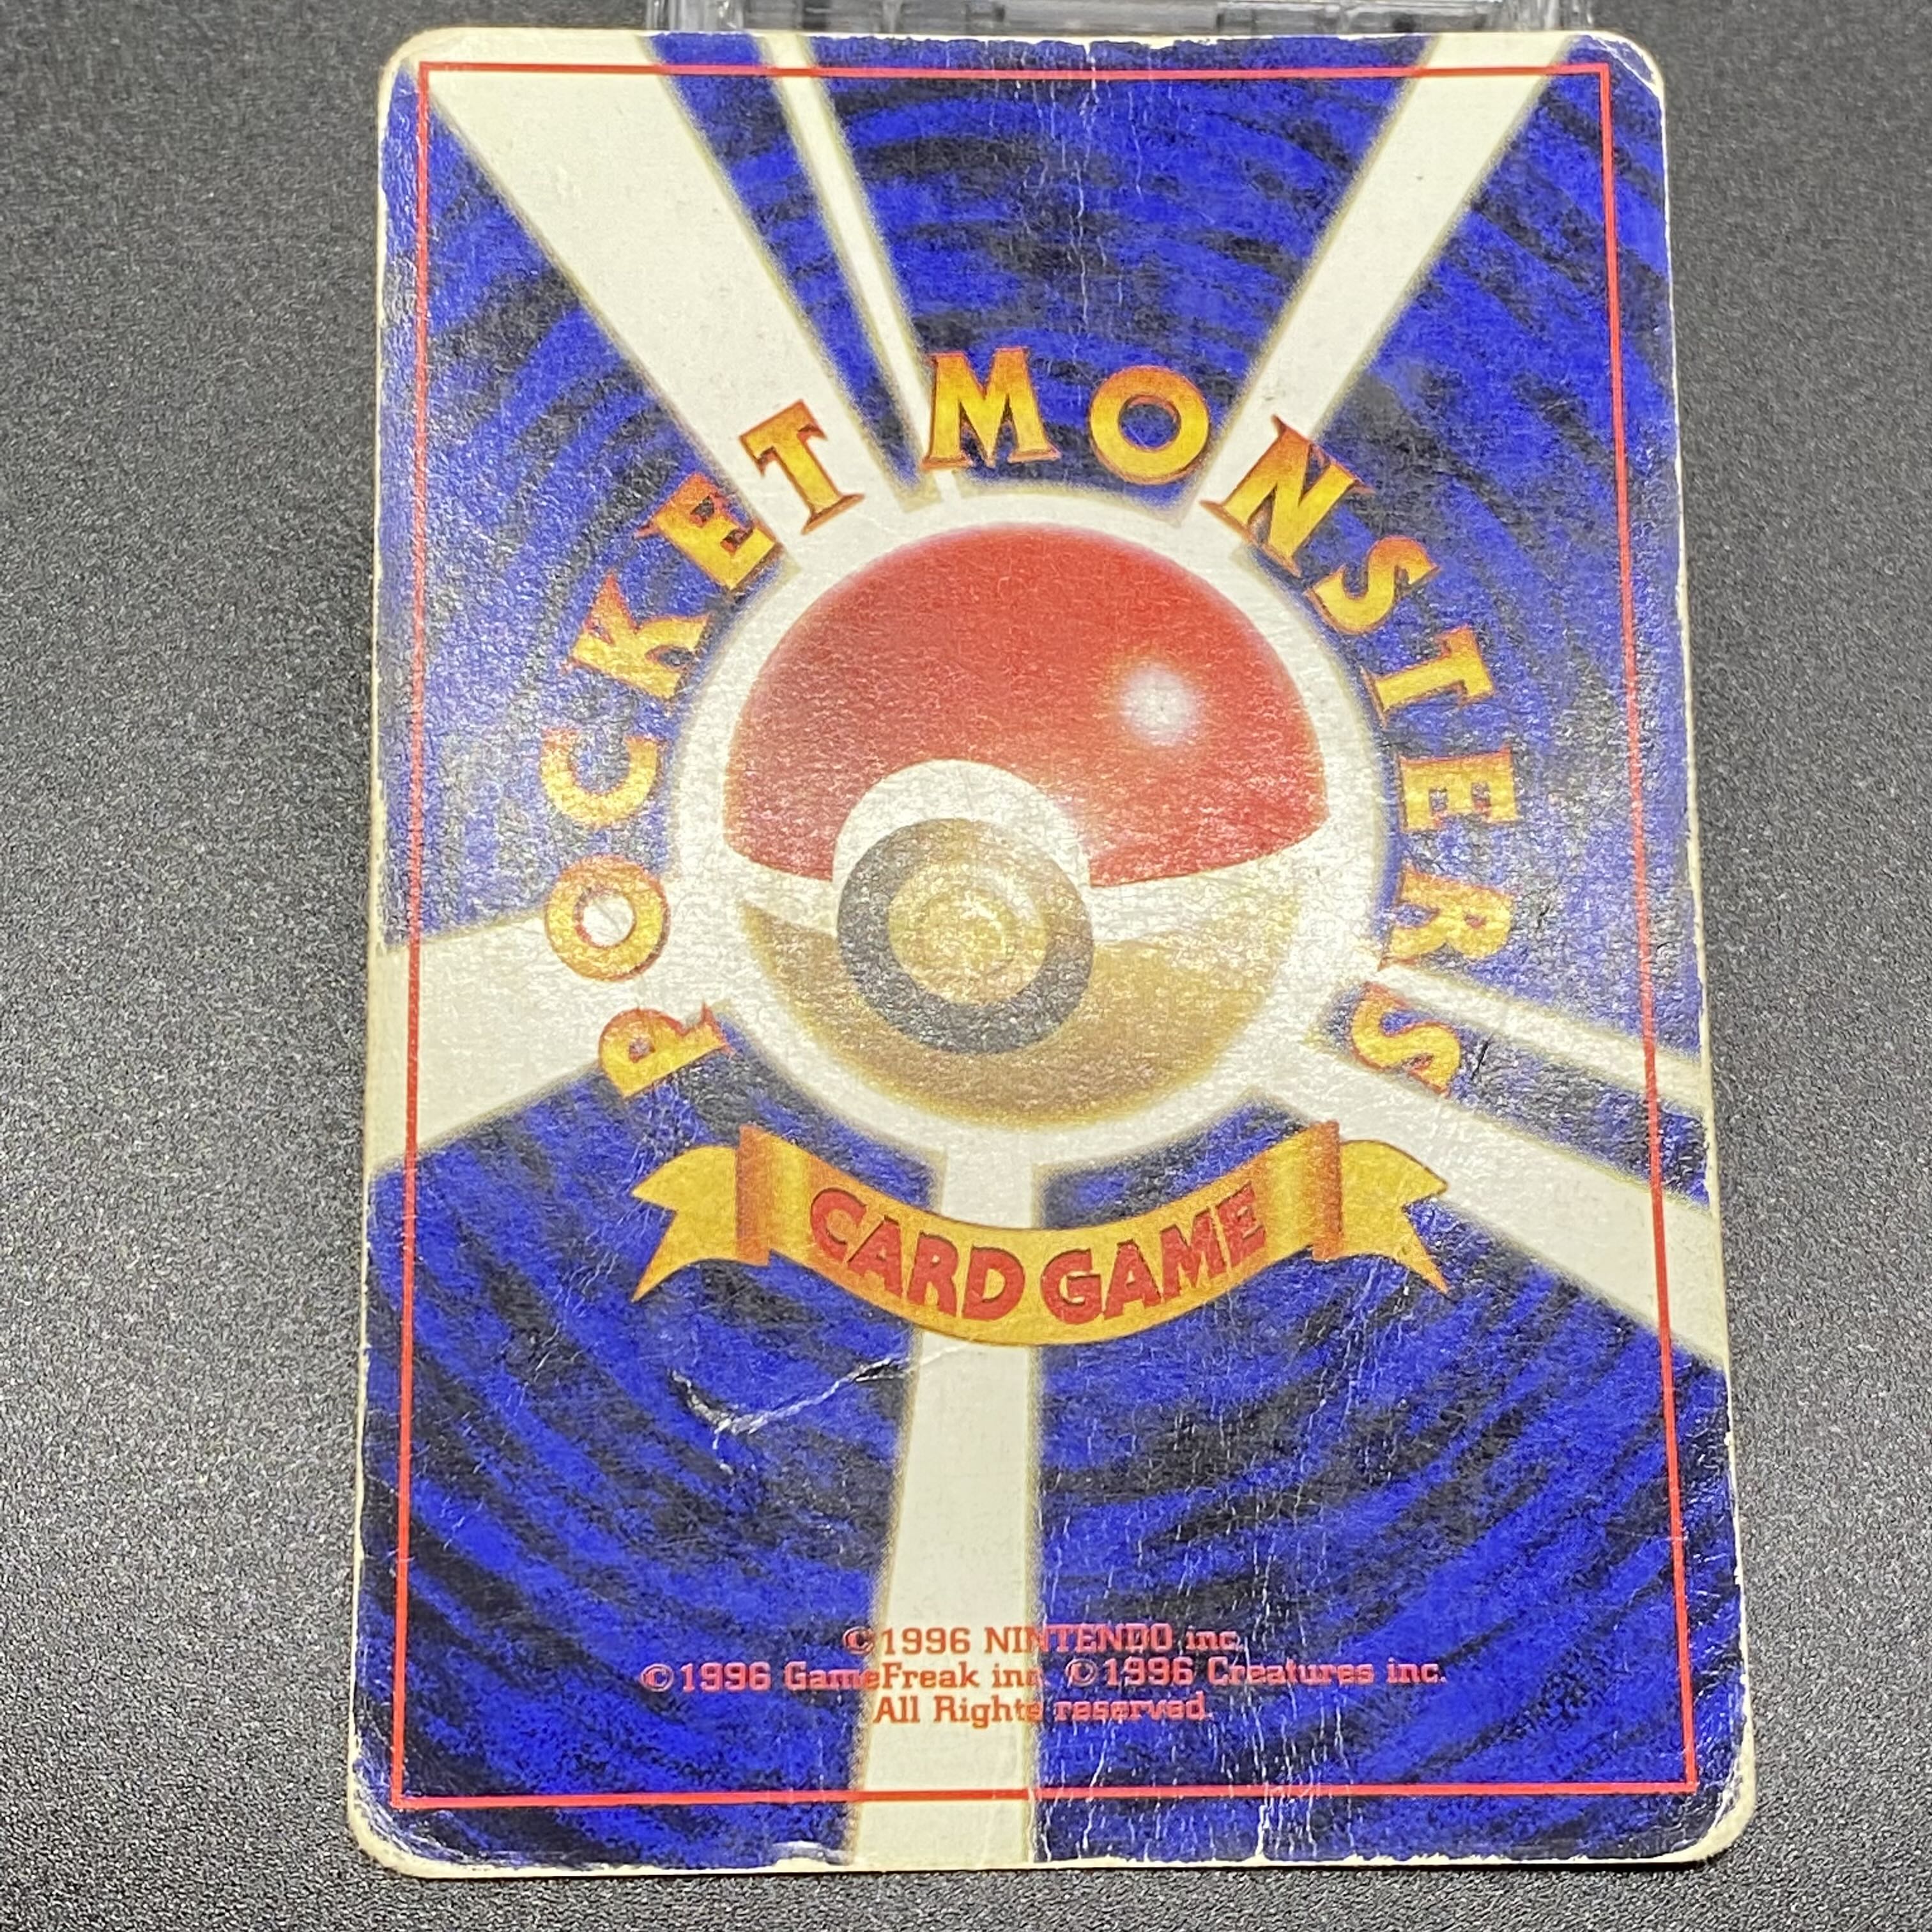 POCKET MONSTERS
CARD GAME
©1996 NINTENDO inc.
©1996 GameFreak inc. ©1996 Creatures inc.
All Rights reserved.